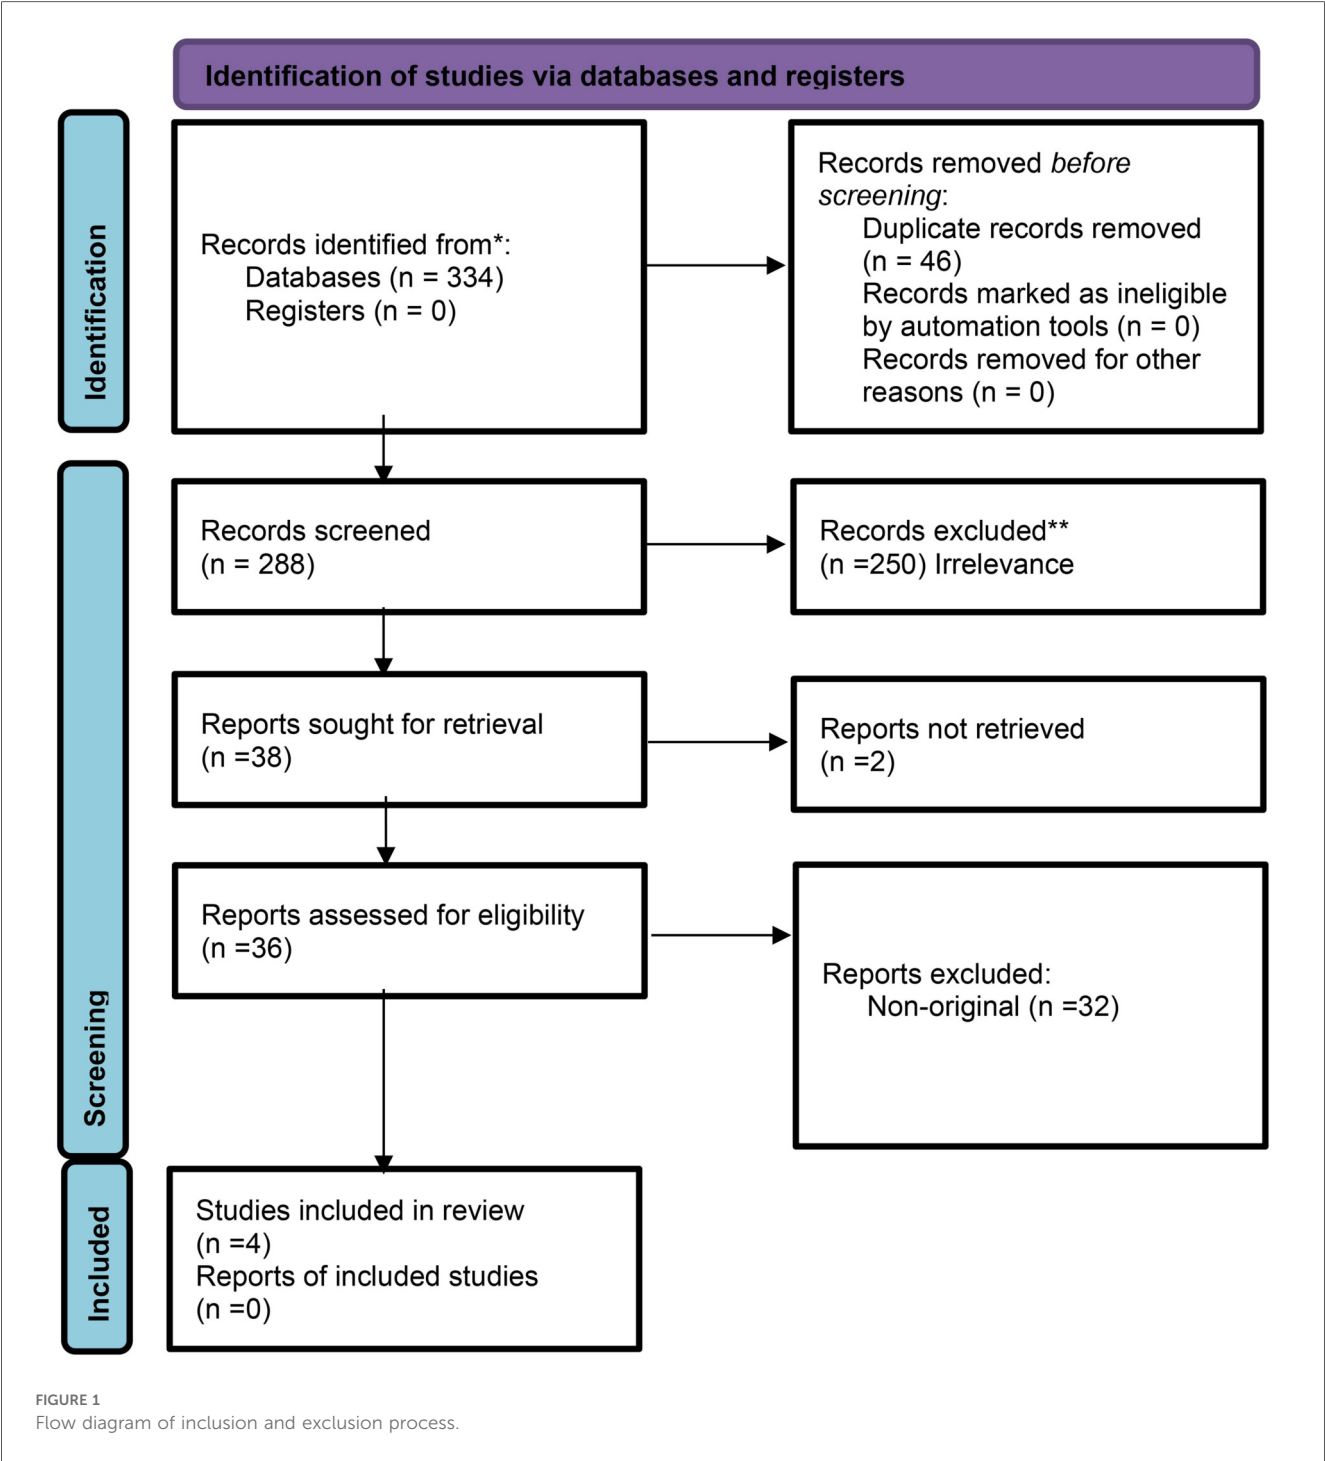 Identification of studies via databases and registers
Identification
Records identified from*:
Databases (n = 334)
Registers (n = 0)
Records removed before
screening:
Duplicate records removed
(n = 46)
Records marked as ineligible
by automation tools (n = 0)
Records removed for other
reasons (n = 0)
Screening
Records screened
(n = 288)
Records excluded**
(n =250) Irrelevance
Reports sought for retrieval
(n =38)
Reports not retrieved
(n =2)
Reports assessed for eligibility
(n =36)
Reports excluded:
Non-original (n =32)
Included
Studies included in review
(n =4)
Reports of included studies
(n =0)
FIGURE 1
Flow diagram of inclusion and exclusion process.